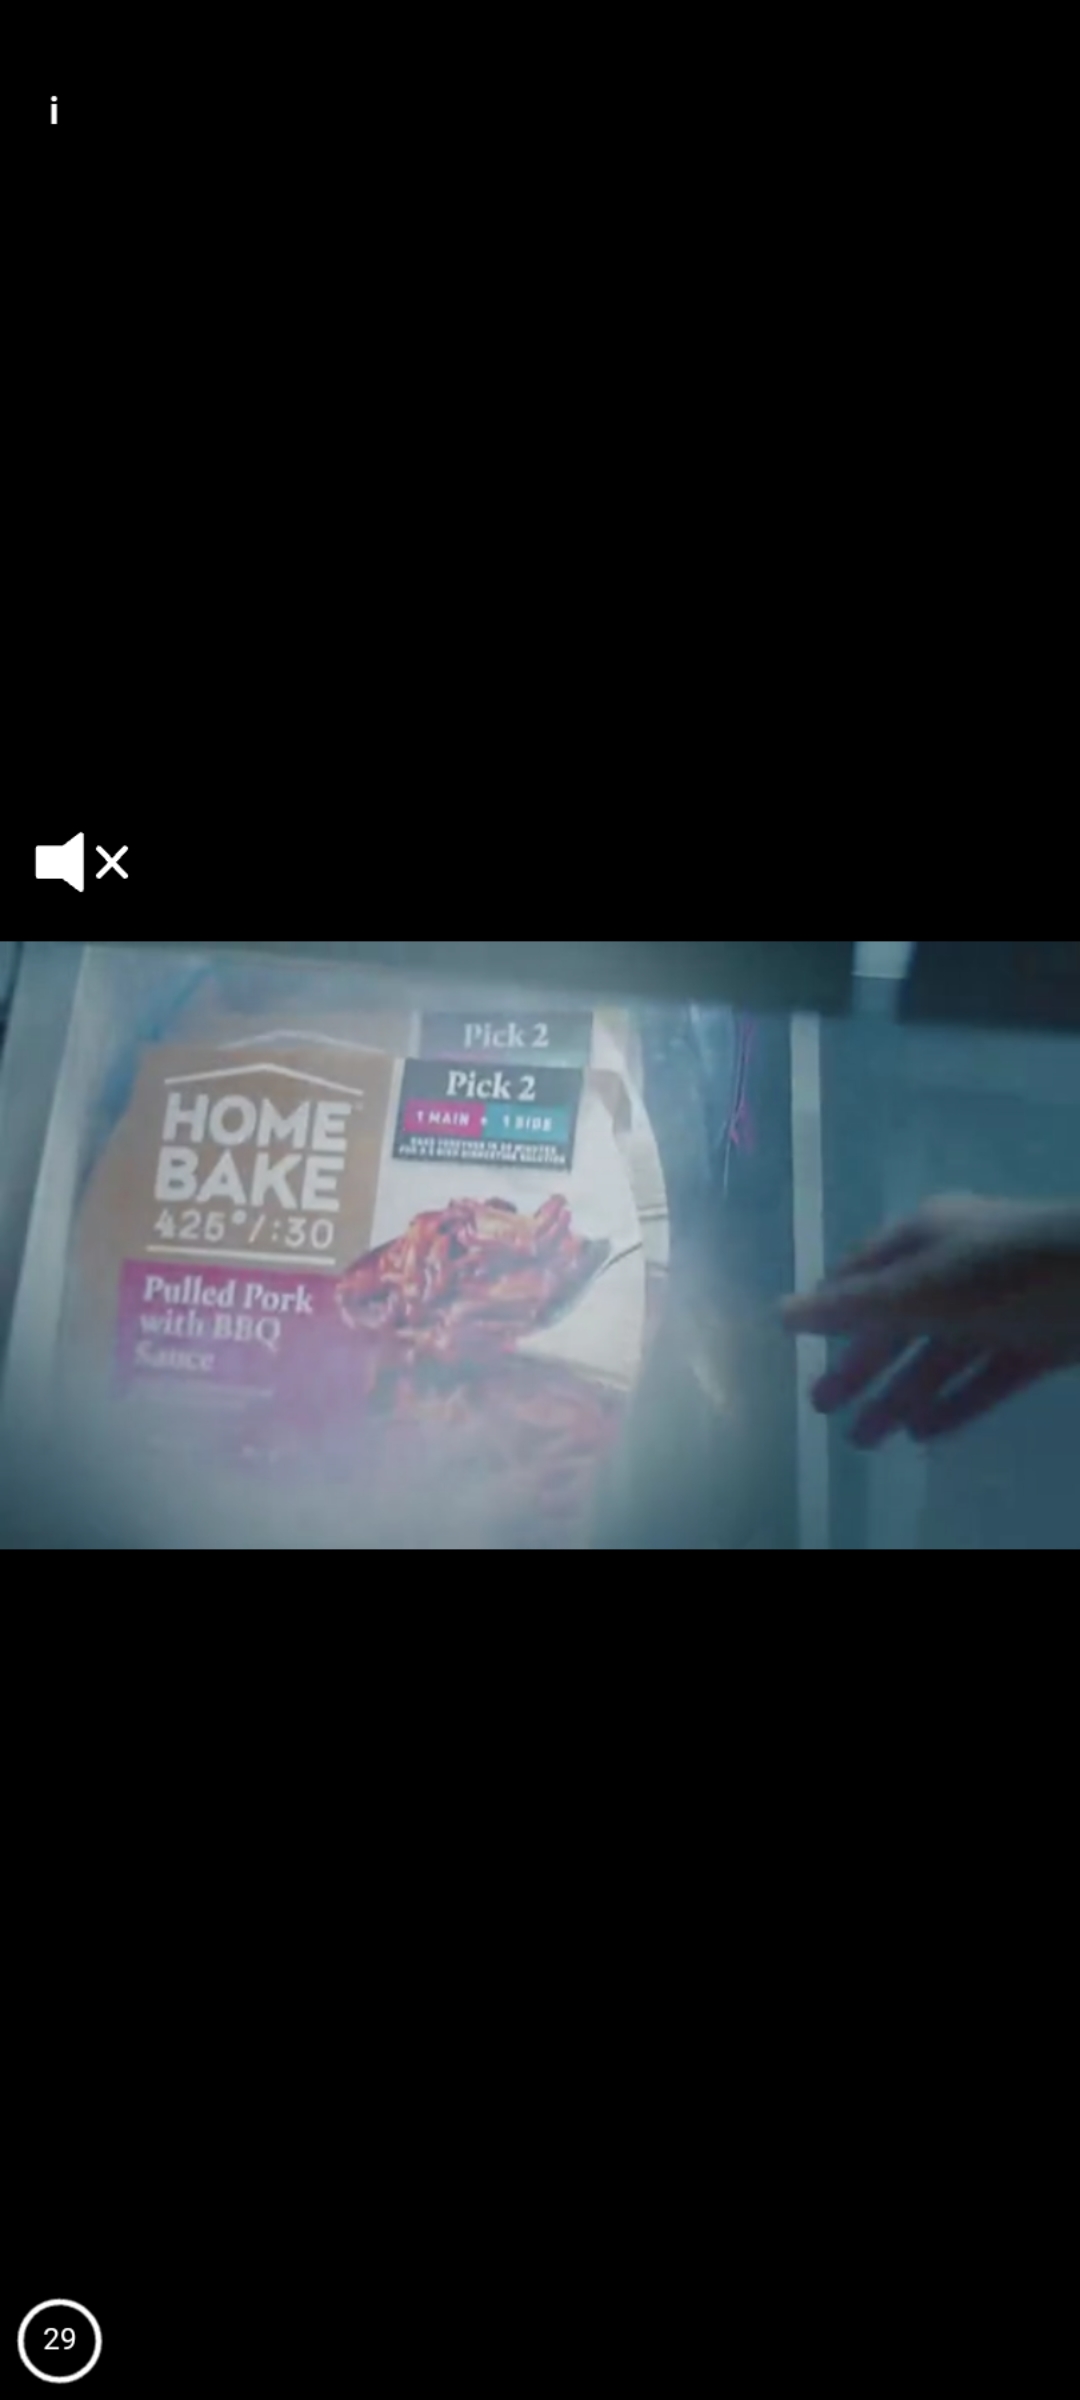 i
Pick 2
Pick 2
1 MAIN + 1 SIDE
HOME
BAKE
425°/:30
Pulled Pork
with BBQ
Sauce
29